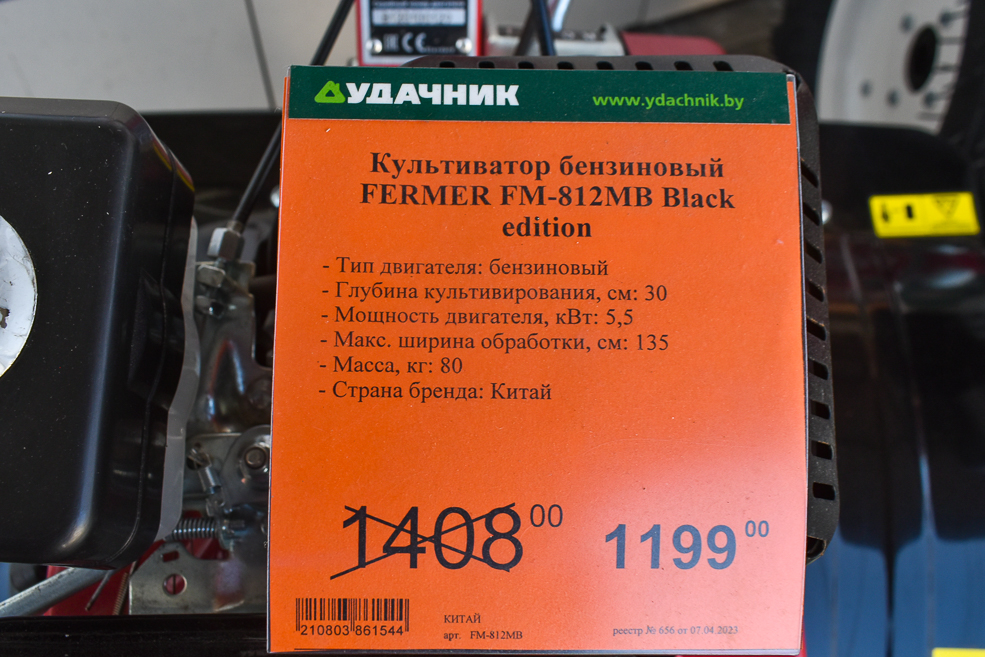 УДАЧНИК
www.ydachnik.by
Культиватор бензиновый
FERMER FM-812MB Black
edition
- Тип двигателя: бензиновый
- Глубина культивирования, см: 30
- Мощность двигателя, кВт: 5,5
- Макс. ширина обработки, см: 135
- Масса, кг: 80
- Страна бренда: Китай
1408 00
1199 00
210803 861544
КИТАЙ
арт. FM-812MB
реестр № 656 от 07.04.2023